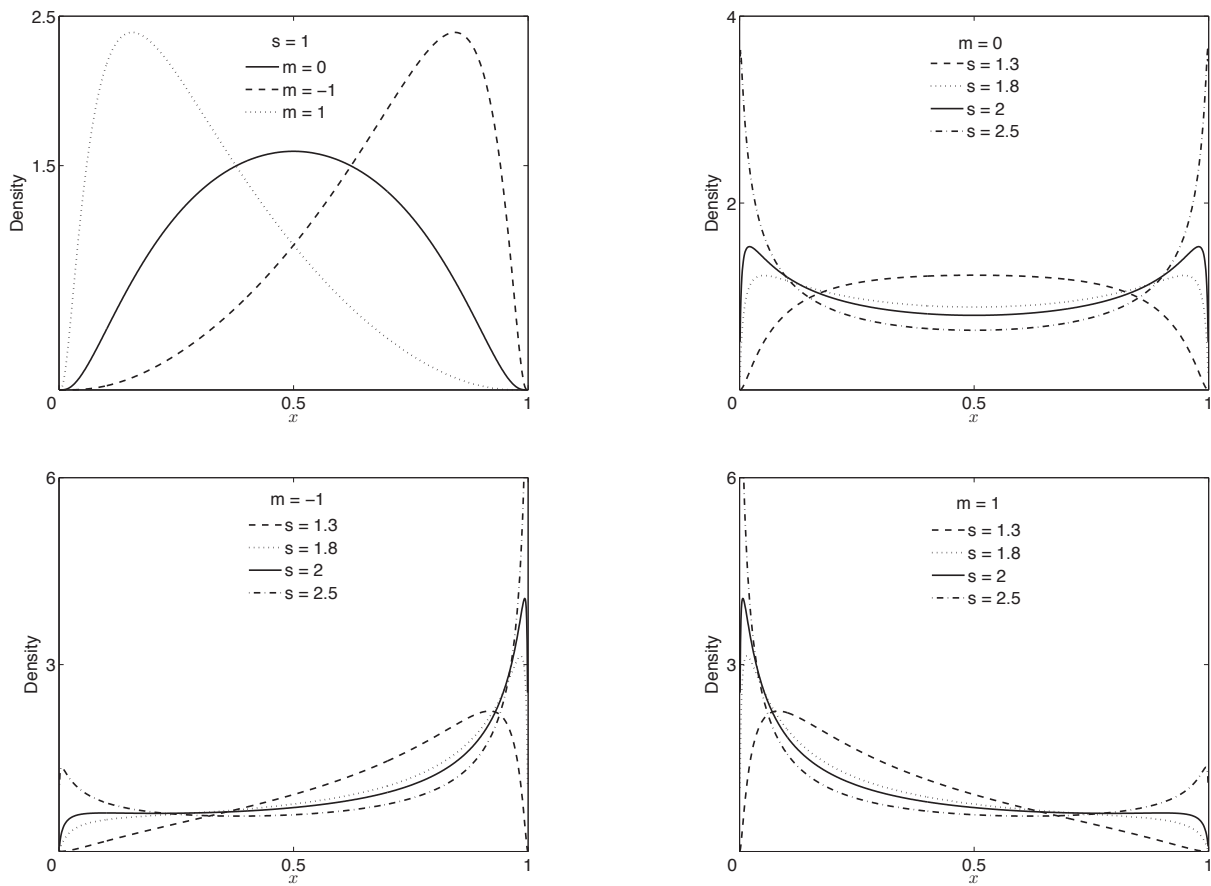 2.5
s = 1
m = 0
m = −1
m = 1
1.5
Density
0
0.5
1
x
4
m = 0
s = 1.3
s = 1.8
s = 2
s = 2.5
2
Density
0
0.5
1
x
6
m = −1
s = 1.3
s = 1.8
s = 2
s = 2.5
3
Density
0
0.5
1
x
6
m = 1
s = 1.3
s = 1.8
s = 2
s = 2.5
3
Density
0
0.5
1
x